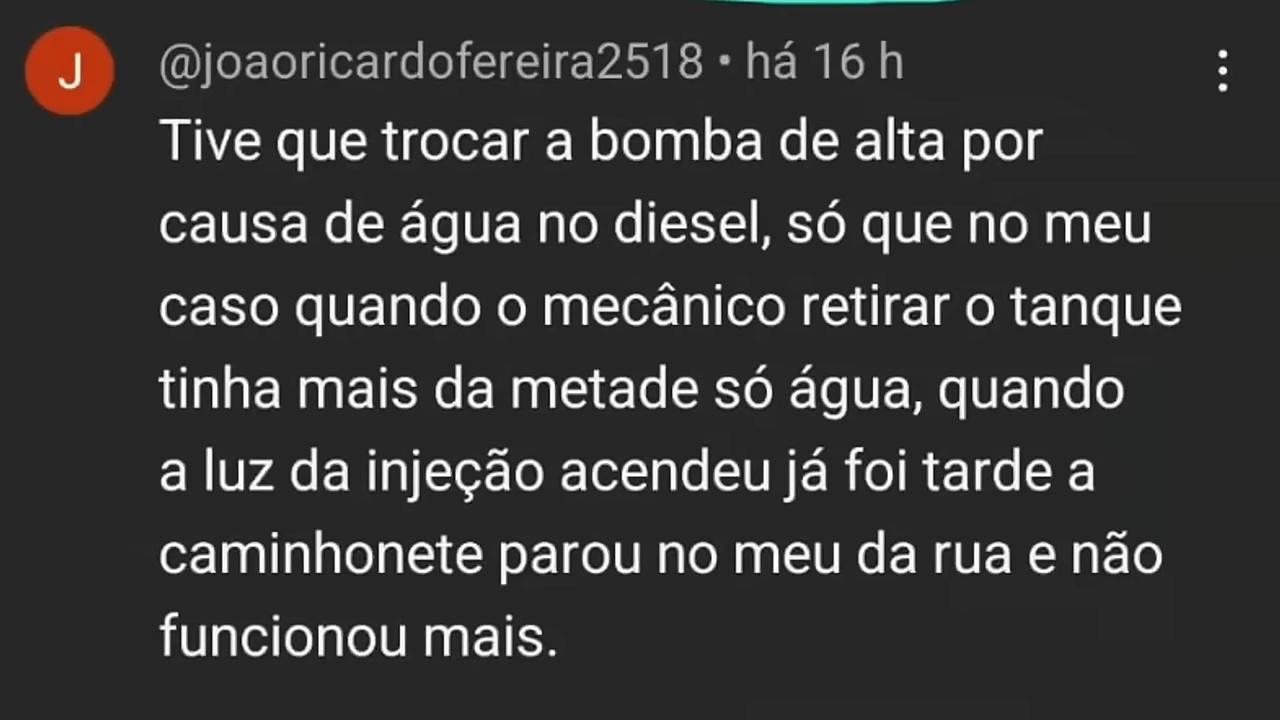 J
@joaoricardofereira2518 • há 16 h
Tive que trocar a bomba de alta por
causa de água no diesel, só que no meu
caso quando o mecânico retirar o tanque
tinha mais da metade só água, quando
a luz da injeção acendeu já foi tarde a
caminhonete parou no meu da rua e não
funcionou mais.